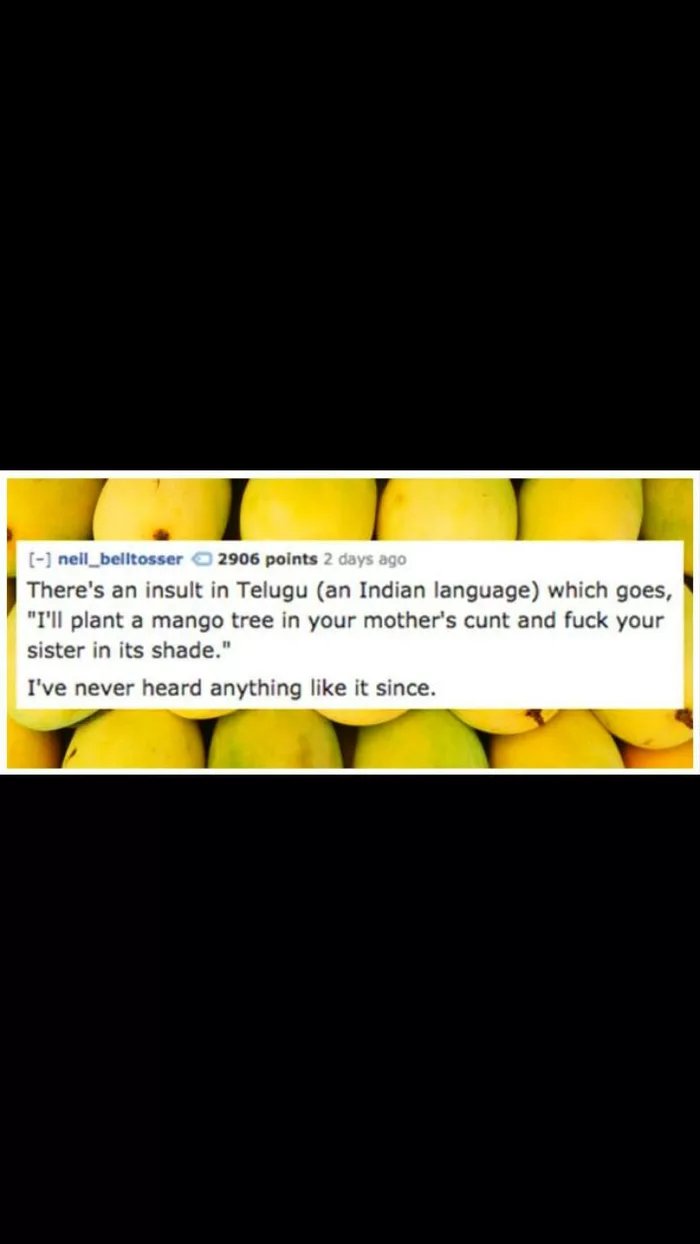 [-] neil_belltosser 2906 points 2 days ago
There's an insult in Telugu (an Indian language) which goes,
"I'll plant a mango tree in your mother's cunt and fuck your
sister in its shade."
I've never heard anything like it since.